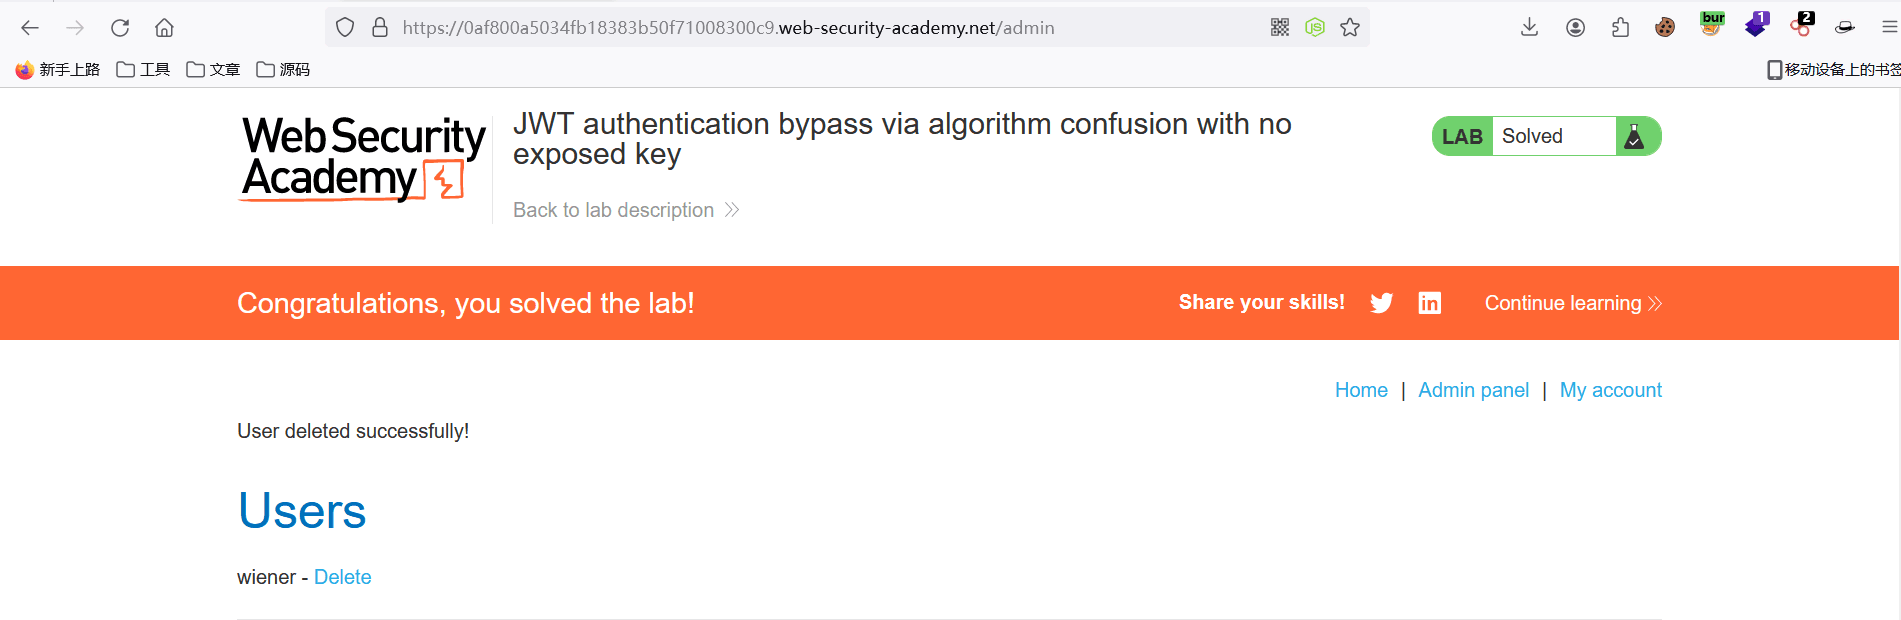 https://0af800a5034fb18383b50f71008300c9.web-security-academy.net/admin
bur
1
2
JS
新手上路 工具 文章 源码
移动设备上的书签
WebSecurity
Academy
JWT authentication bypass via algorithm confusion with no
exposed key
Back to lab description
LAB Solved
Congratulations, you solved the lab!
Share your skills!
in
Continue learning
Home | Admin panel | My account
User deleted successfully!
Users
wiener - Delete